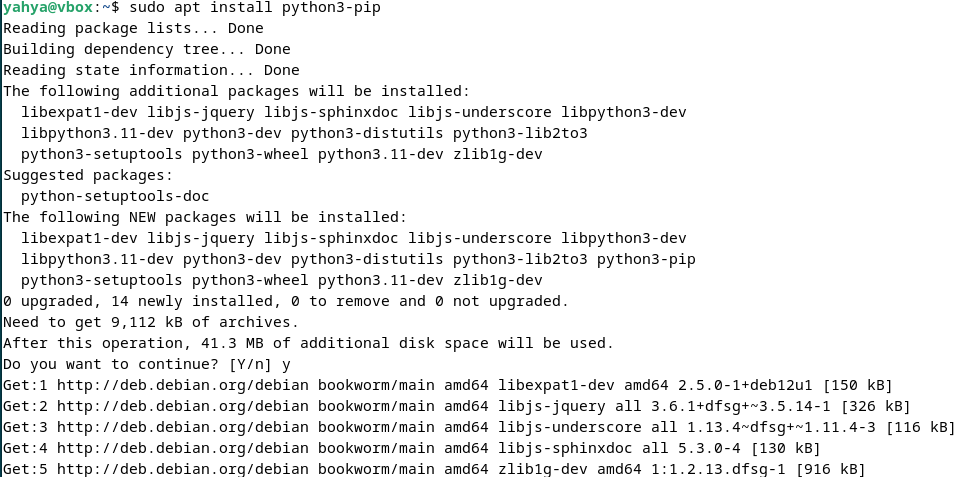 yahya@vbox:~$ sudo apt install python3-pip
Reading package lists... Done
Building dependency tree... Done
Reading state information... Done
The following additional packages will be installed:
  libexpat1-dev libjs-jquery libjs-sphinxdoc libjs-underscore libpython3-dev
  libpython3.11-dev python3-dev python3-distutils python3-lib2to3
  python3-setuptools python3-wheel python3.11-dev zlib1g-dev
Suggested packages:
  python-setuptools-doc
The following NEW packages will be installed:
  libexpat1-dev libjs-jquery libjs-sphinxdoc libjs-underscore libpython3-dev
  libpython3.11-dev python3-dev python3-distutils python3-lib2to3 python3-pip
  python3-setuptools python3-wheel python3.11-dev zlib1g-dev
0 upgraded, 14 newly installed, 0 to remove and 0 not upgraded.
Need to get 9,112 kB of archives.
After this operation, 41.3 MB of additional disk space will be used.
Do you want to continue? [Y/n] y
Get:1 http://deb.debian.org/debian bookworm/main amd64 libexpat1-dev amd64 2.5.0-1+deb12u1 [150 kB]
Get:2 http://deb.debian.org/debian bookworm/main amd64 libjs-jquery all 3.6.1+dfsg+~3.5.14-1 [326 kB]
Get:3 http://deb.debian.org/debian bookworm/main amd64 libjs-underscore all 1.13.4~dfsg+~1.11.4-3 [116 kB]
Get:4 http://deb.debian.org/debian bookworm/main amd64 libjs-sphinxdoc all 5.3.0-4 [130 kB]
Get:5 http://deb.debian.org/debian bookworm/main amd64 zlib1g-dev amd64 1:1.2.13.dfsg-1 [916 kB]